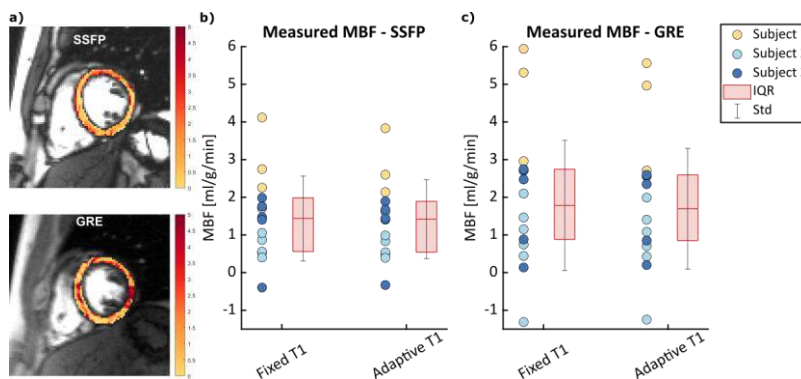 a)
SSFP
5
4.5
4
3.5
3
2.5
2
1.5
1
0.5
0
GRE
5
4.5
4
3.5
3
2.5
2
1.5
1
0.5
0
b)
Measured MBF - SSFP
MBF [ml/g/min]
6
5
4
3
2
1
0
-1
Fixed T1
Adaptive T1
c)
Measured MBF - GRE
MBF [ml/g/min]
6
5
4
3
2
1
0
-1
Fixed T1
Adaptive T1
Subject
Subject
Subject
IQR
Std